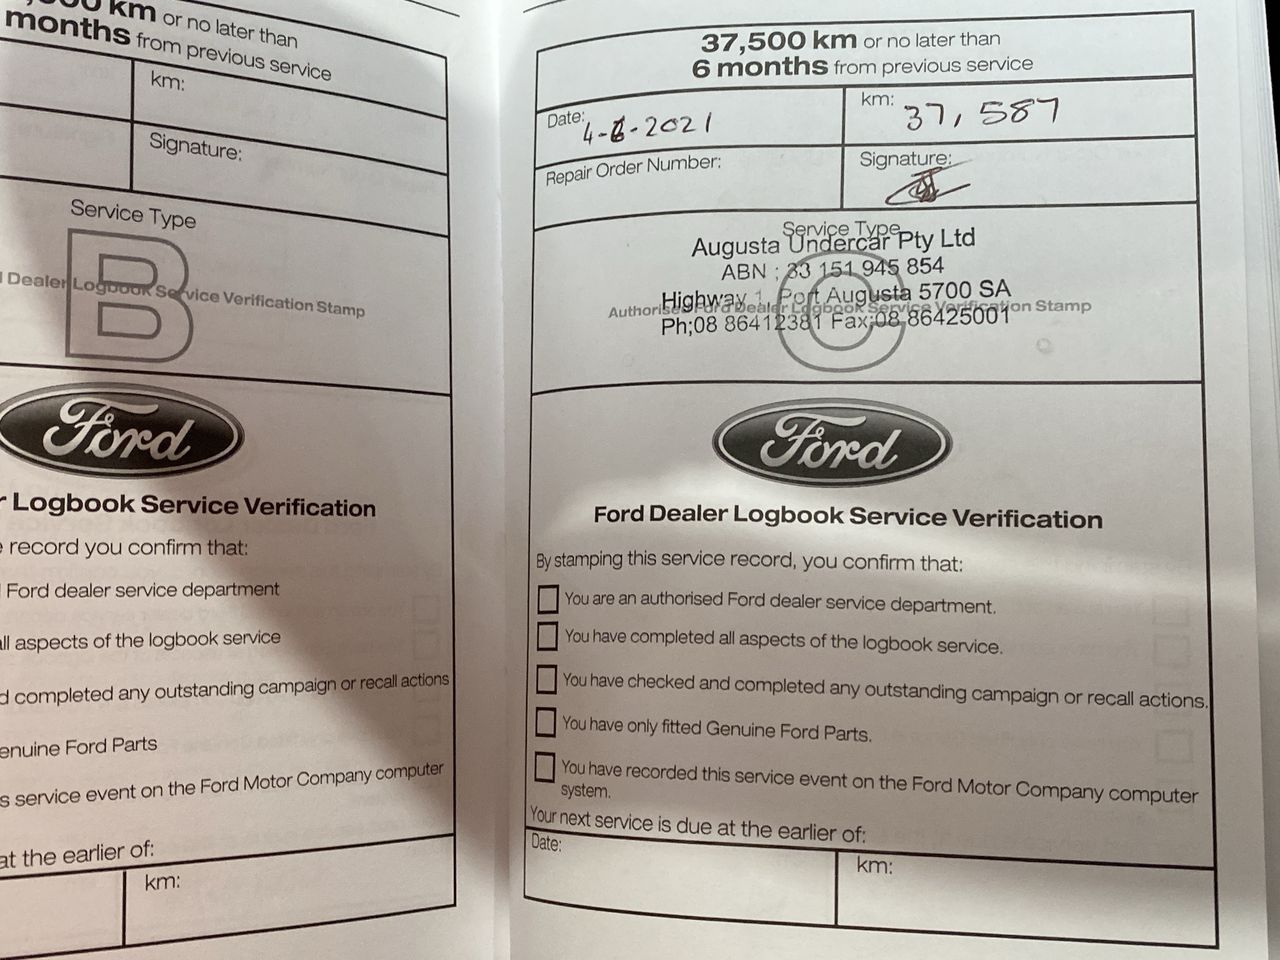 km or no later than
months from previous service
km:
Signature:
Service Type
B
Dealer Logbook Service Verification Stamp
Ford
Logbook Service Verification
record you confirm that:
Ford dealer service department
all aspects of the logbook service
completed any outstanding campaign or recall actions
Genuine Ford Parts
service event on the Ford Motor Company computer
at the earlier of:
km:
37,500 km or no later than
6 months from previous service
Date: 4-6-2021
km: 37,587
Repair Order Number:
Signature:
Service Type
Augusta Undercar Pty Ltd
ABN : 33 151 945 854
Highway 1, Port Augusta 5700 SA
C
Authorised Ford Dealer Logbook Service Verification Stamp
Ph;08 86412381 Fax;08 86425001
Ford
Ford Dealer Logbook Service Verification
By stamping this service record, you confirm that:
You are an authorised Ford dealer service department.
You have completed all aspects of the logbook service.
You have checked and completed any outstanding campaign or recall actions.
You have only fitted Genuine Ford Parts.
You have recorded this service event on the Ford Motor Company computer
system.
Your next service is due at the earlier of:
Date:
km: